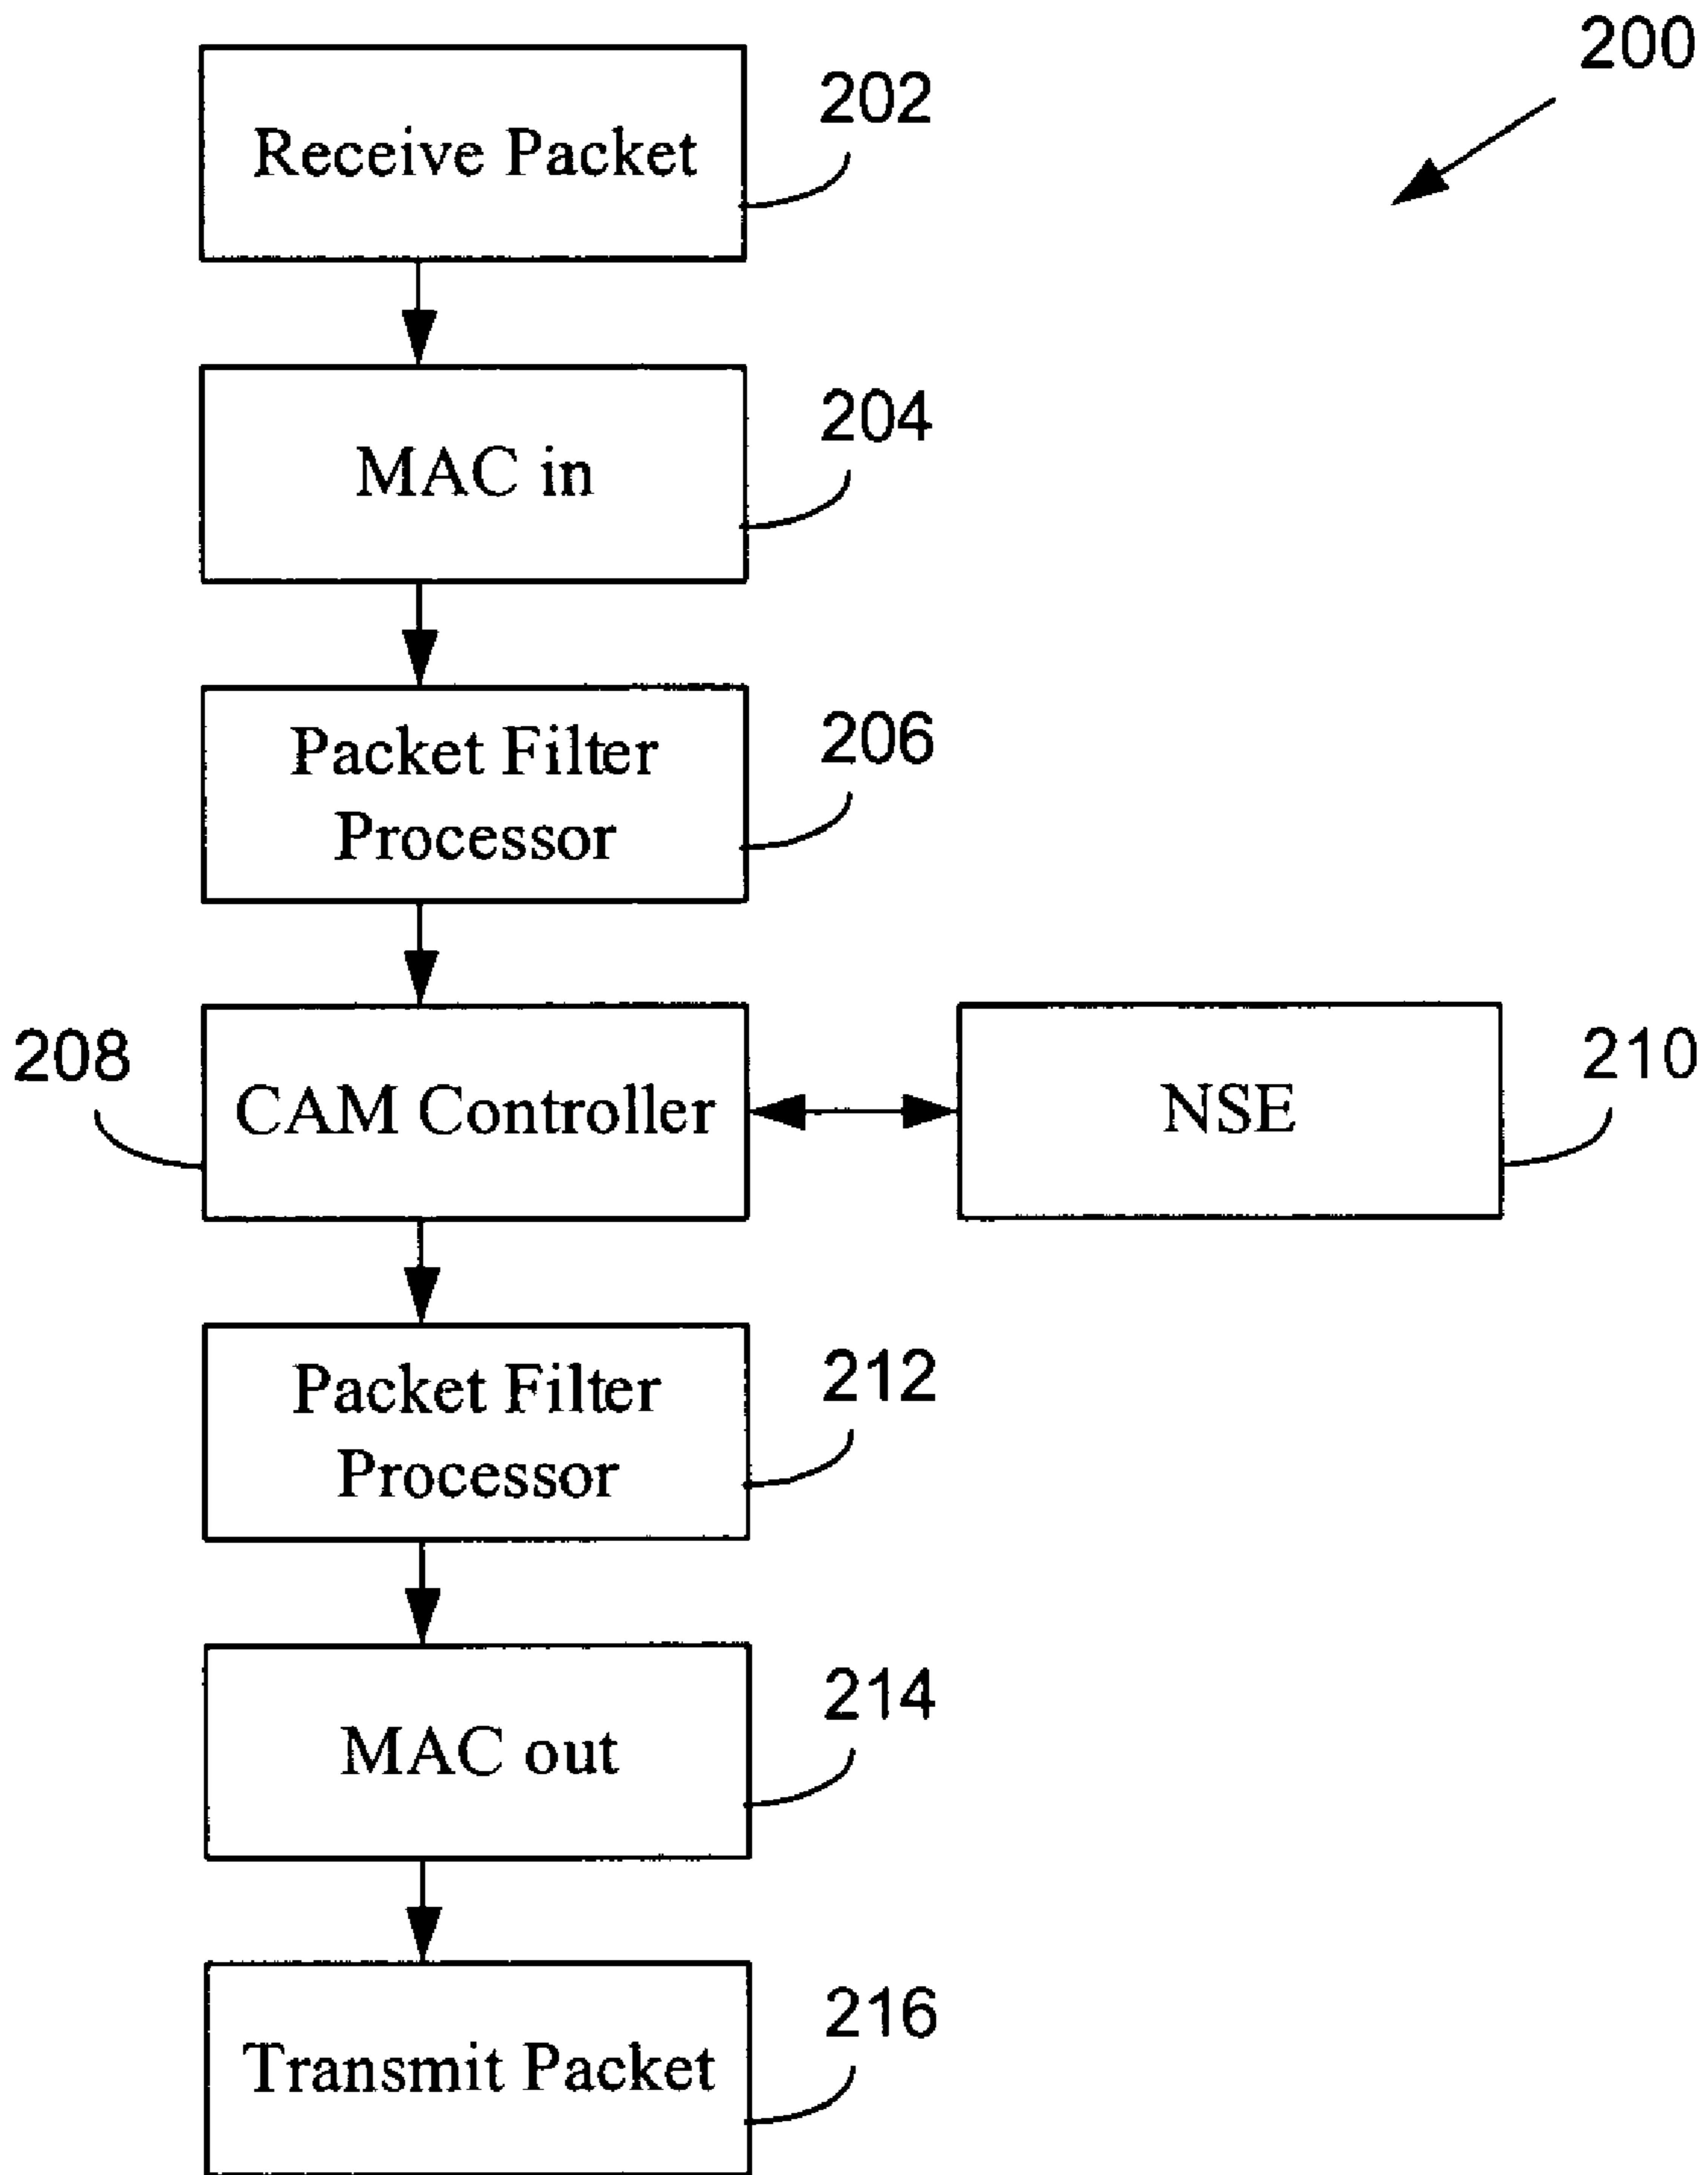 200
Receive Packet
202
MAC in
204
Packet Filter
Processor
206
208
CAM Controller
NSE
210
Packet Filter
Processor
212
MAC out
214
Transmit Packet
216